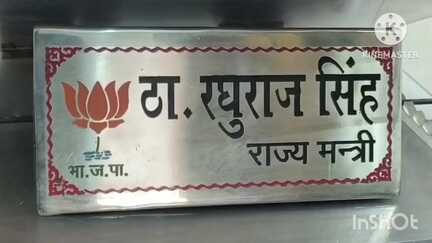 ठा. रघुराज सिंह
राज्य मन्त्री
भा.ज.पा.
KINEMASTER
InShOt